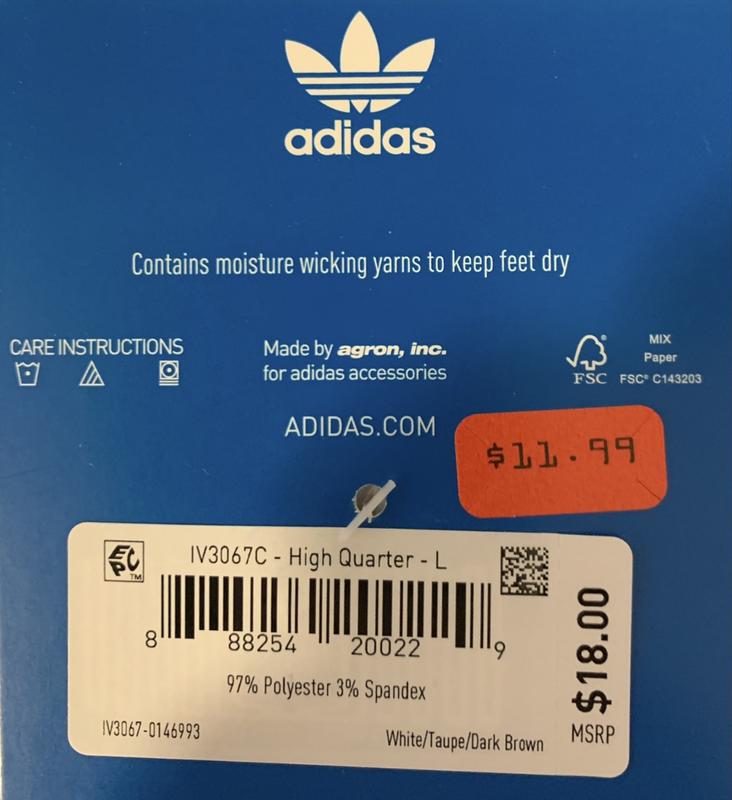 adidas
Contains moisture wicking yarns to keep feet dry
CARE INSTRUCTIONS
Made by agron, inc.
for adidas accessories
FSC
MIX
Paper
FSC® C143203
ADIDAS.COM
$11.99
EPC™
IV3067C - High Quarter - L
8 88254 20022 9
97% Polyester 3% Spandex
IV3067-0146993
White/Taupe/Dark Brown
$18.00
MSRP